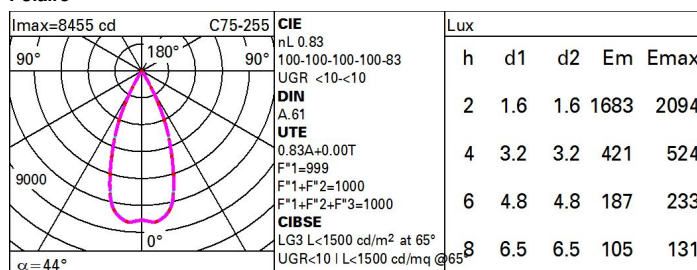 Imax=8455 cd C75-255
180°
90° 90°
9000
0°
α=44°
CIE
nL 0.83
100-100-100-100-83
UGR <10-<10
DIN
A.61
UTE
0.83A+0.00T
F"1=999
F"1+F"2=1000
F"1+F"2+F"3=1000
CIBSE
LG3 L<1500 cd/m² at 65°
UGR<10 | L<1500 cd/mq @65°
Lux
h d1 d2 Em Emax
2 1.6 1.6 1683 2094
4 3.2 3.2 421 524
6 4.8 4.8 187 233
8 6.5 6.5 105 131